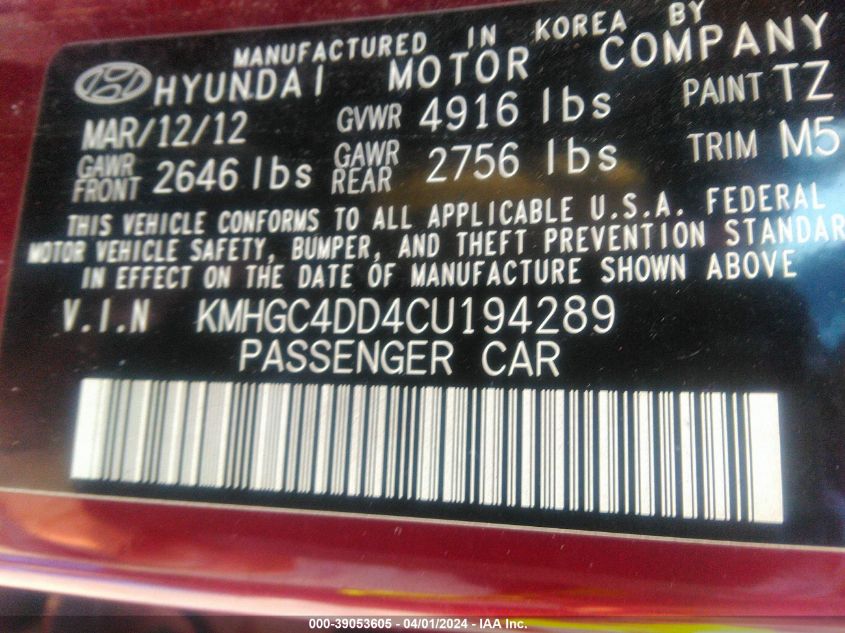 MANUFACTURED IN KOREA BY
HYUNDAI MOTOR COMPANY
MAR/12/12 GVWR 4916 lbs PAINT TZ
GAWR FRONT 2646 lbs GAWR REAR 2756 lbs TRIM M5
THIS VEHICLE CONFORMS TO ALL APPLICABLE U.S.A. FEDERAL
MOTOR VEHICLE SAFETY, BUMPER, AND THEFT PREVENTION STANDAR
IN EFFECT ON THE DATE OF MANUFACTURE SHOWN ABOVE
V.I.N KMHGC4DD4CU194289
PASSENGER CAR
000-39053605 - 04/01/2024 - IAA Inc.